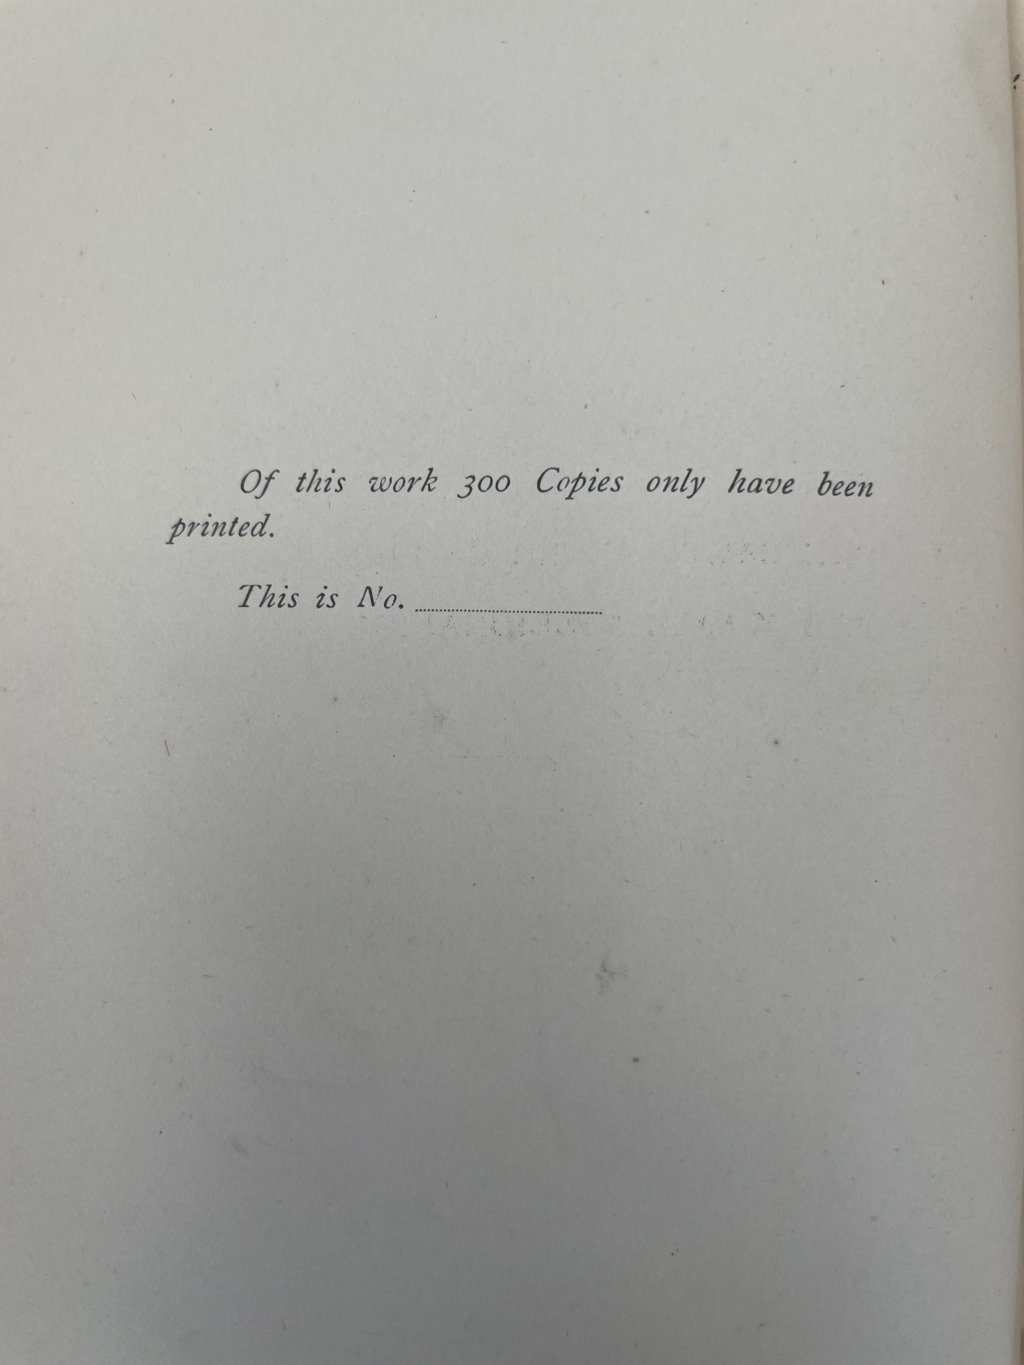 Of this work 300 Copies only have been
printed.
This is No. ....................